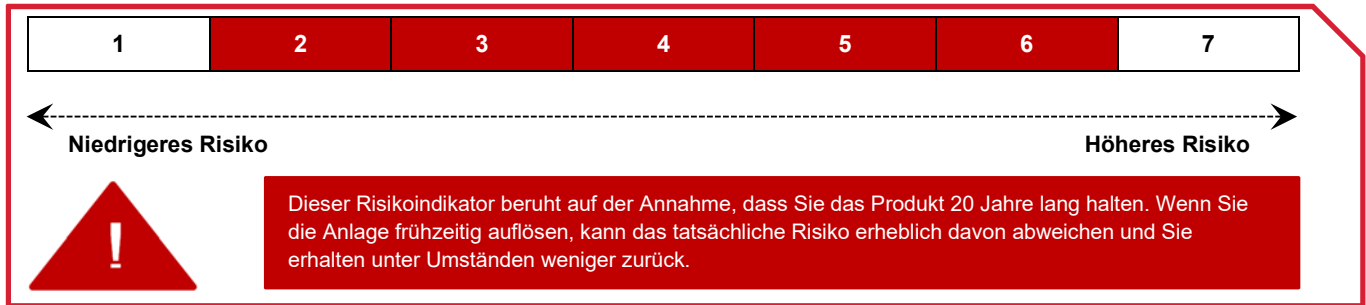 1 2 3 4 5 6 7
Niedrigeres Risiko Höheres Risiko
!
Dieser Risikoindikator beruht auf der Annahme, dass Sie das Produkt 20 Jahre lang halten. Wenn Sie
die Anlage frühzeitig auflösen, kann das tatsächliche Risiko erheblich davon abweichen und Sie
erhalten unter Umständen weniger zurück.